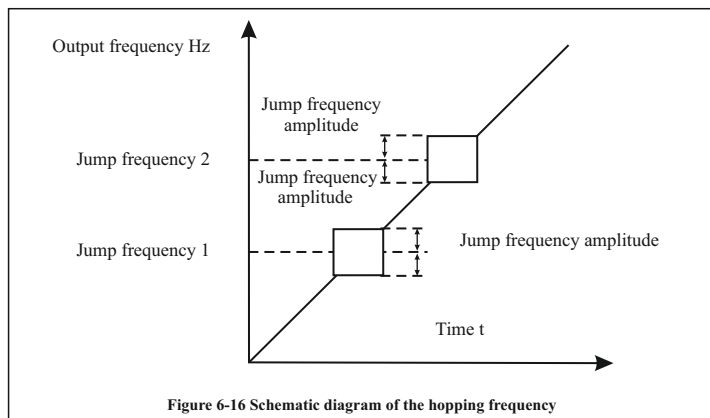 Output frequency Hz
Jump frequency
amplitude
Jump frequency 2
Jump frequency
amplitude
Jump frequency 1
Jump frequency amplitude
Time t
Figure 6-16 Schematic diagram of the hopping frequency